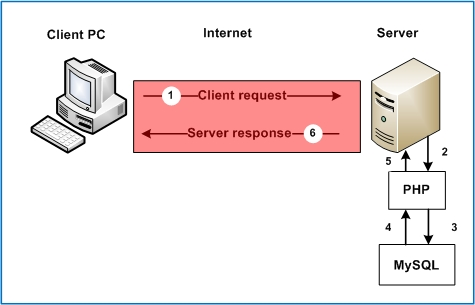 Client PC
Internet
Server
1 Client request
Server response 6
5
2
PHP
4
3
MySQL